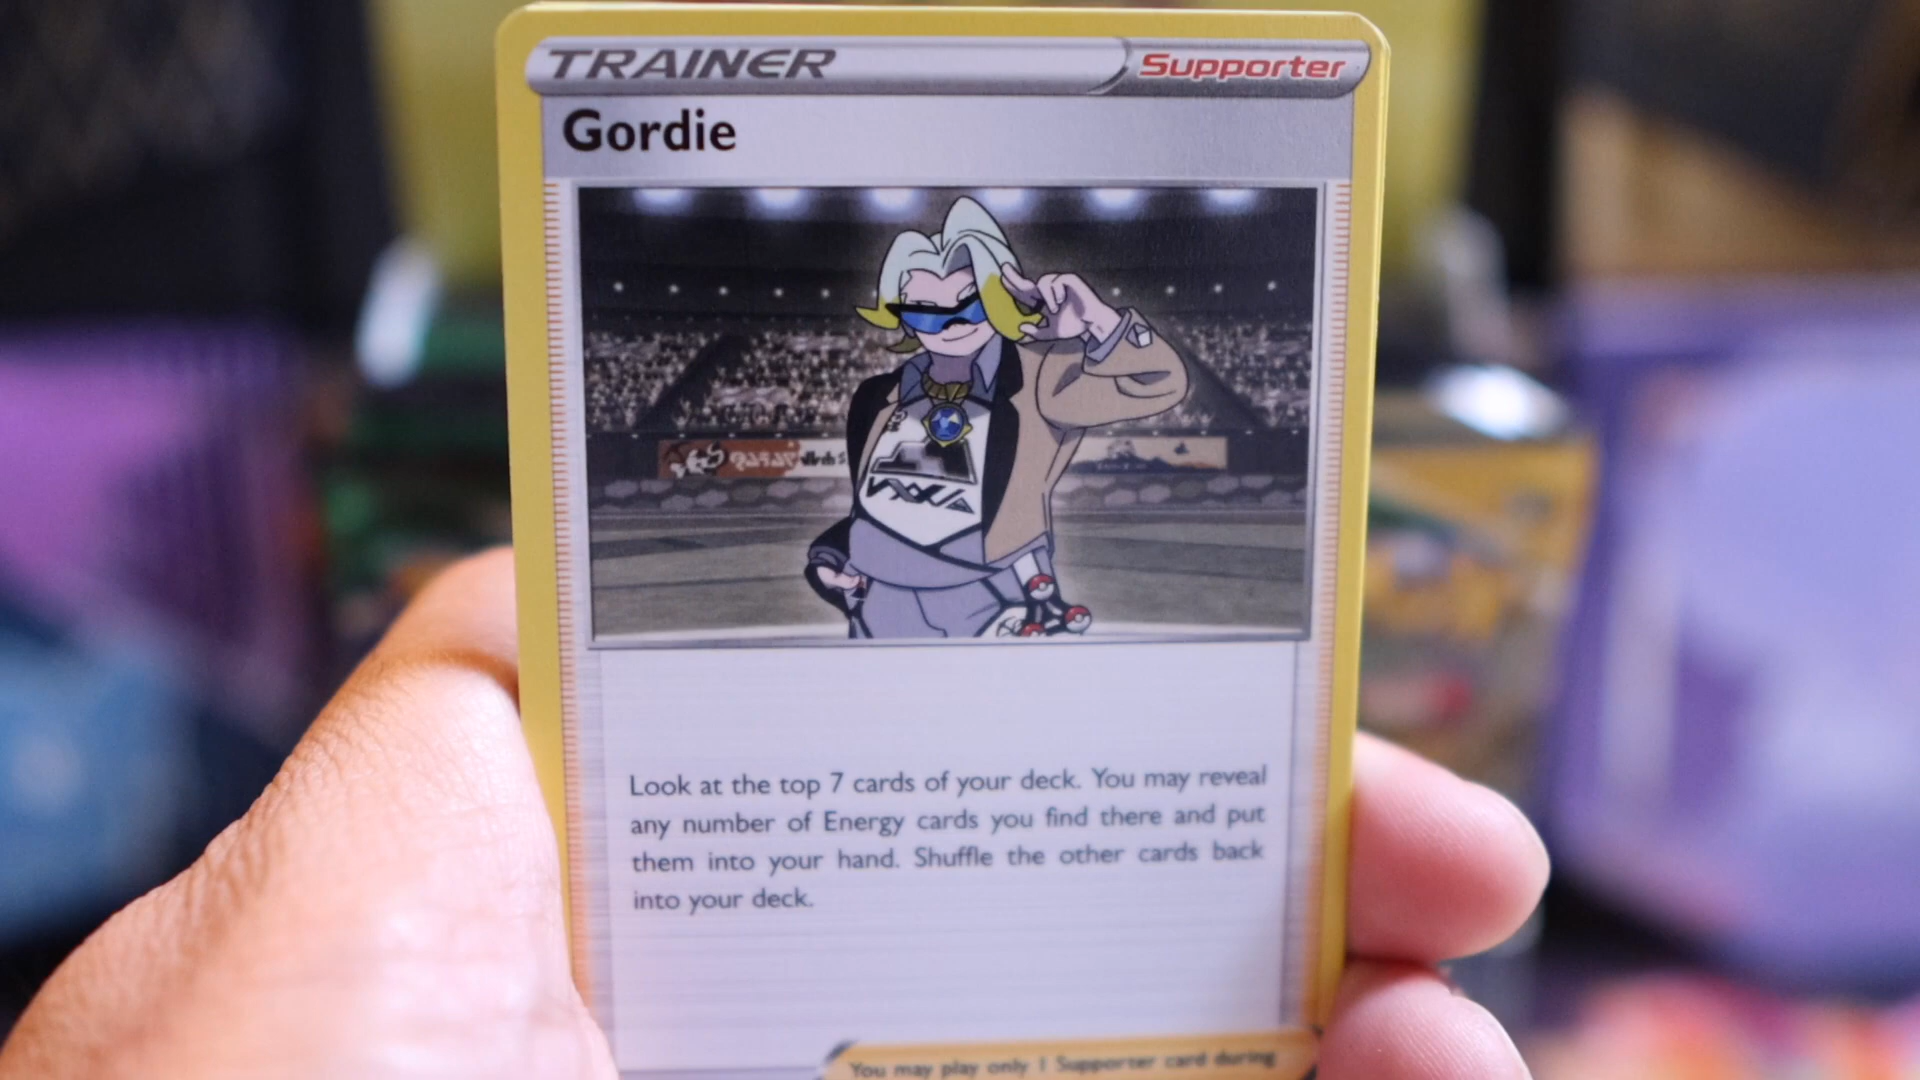 TRAINER
Supporter
Gordie
Look at the top 7 cards of your deck. You may reveal
any number of Energy cards you find there and put
them into your hand. Shuffle the other cards back
into your deck.
You may play only 1 Supporter card during